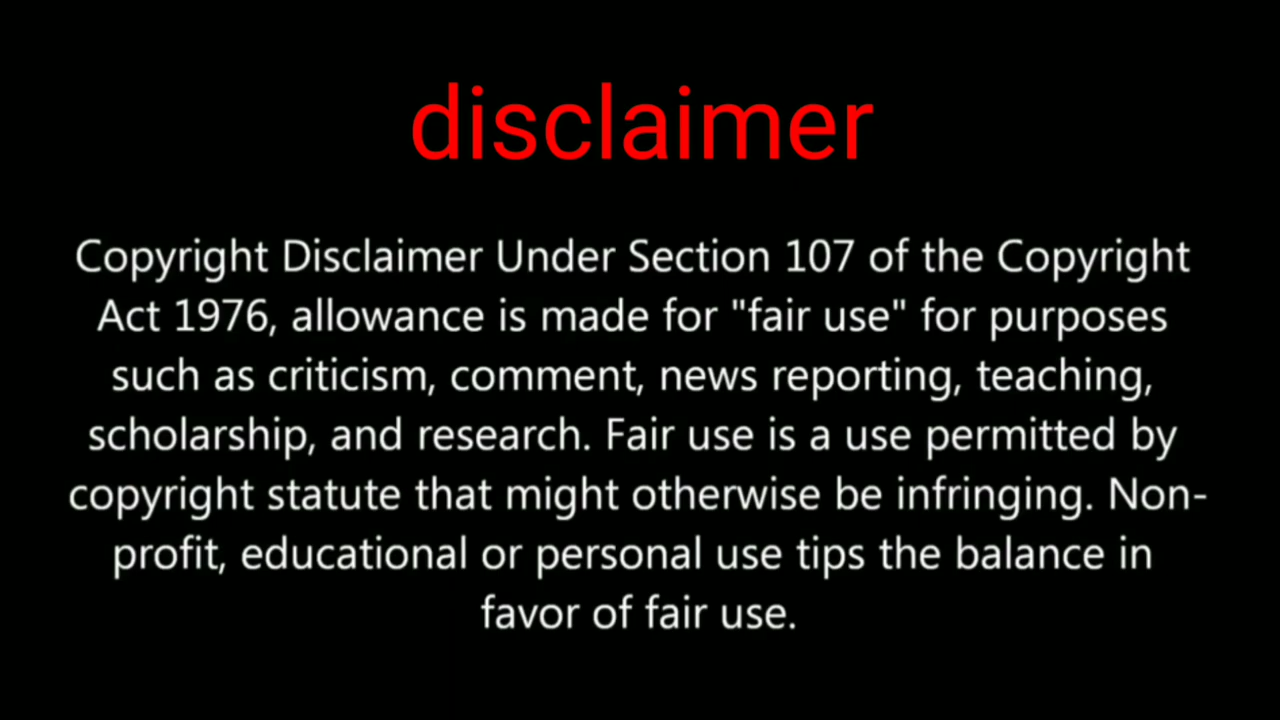 disclaimer
Copyright Disclaimer Under Section 107 of the Copyright
Act 1976, allowance is made for "fair use" for purposes
such as criticism, comment, news reporting, teaching,
scholarship, and research. Fair use is a use permitted by
copyright statute that might otherwise be infringing. Non-
profit, educational or personal use tips the balance in
favor of fair use.